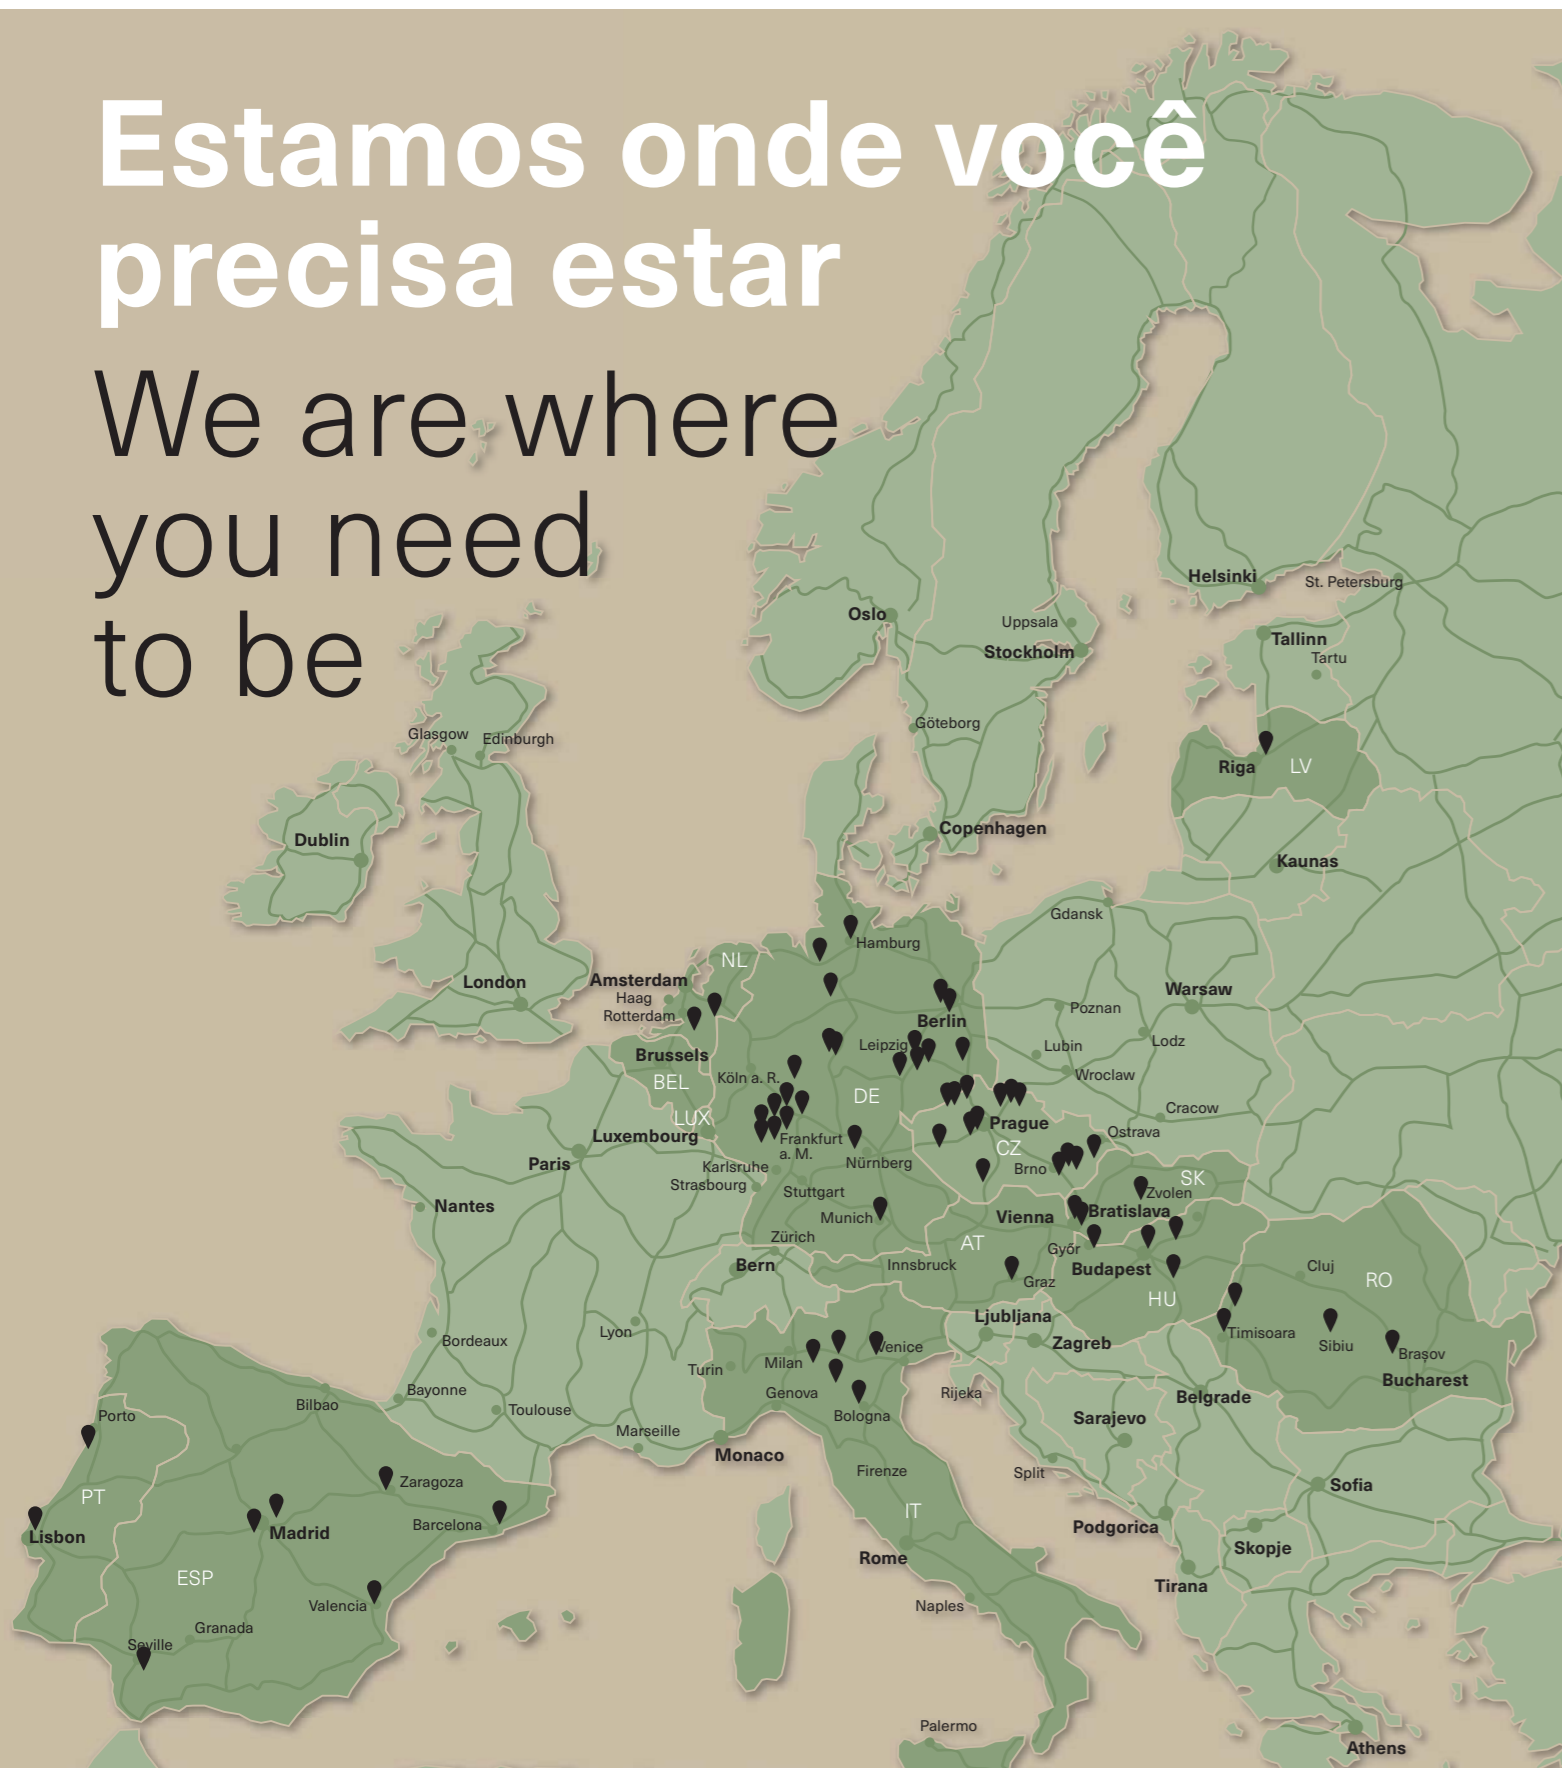 Estamos onde você
precisa estar
We are where
you need
to be
Helsinki
St. Petersburg
Oslo
Uppsala
Stockholm
Tallinn
Tartu
Göteborg
Glasgow
Edinburgh
Riga
LV
Dublin
Copenhagen
Kaunas
Gdansk
Hamburg
NL
London
Amsterdam
Haag
Rotterdam
Warsaw
Poznan
Berlin
Leipzig
Lubin
Lodz
Brussels
BEL
Köln a. R.
DE
Wroclaw
LUX
Luxembourg
Cracow
Prague
Frankfurt
a. M.
Ostrava
CZ
Paris
Karlsruhe
Nürnberg
Brno
Strasbourg
SK
Stuttgart
Zvolen
Nantes
Munich
Vienna
Bratislava
Zürich
AT
Győr
Bern
Innsbruck
Budapest
Cluj
RO
Graz
HU
Ljubljana
Timisoara
Lyon
Bordeaux
Zagreb
Sibiu
Venice
Brașov
Milan
Turin
Bucharest
Bayonne
Genova
Rijeka
Belgrade
Bilbao
Toulouse
Bologna
Porto
Sarajevo
Marseille
Monaco
Firenze
Split
Zaragoza
Sofia
PT
IT
Barcelona
Podgorica
Lisbon
Madrid
Skopje
Rome
ESP
Tirana
Valencia
Naples
Granada
Seville
Palermo
Athens